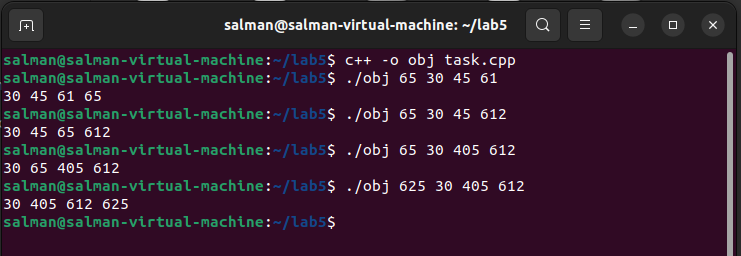 salman@salman-virtual-machine: ~/lab5
salman@salman-virtual-machine:~/lab5$ c++ -o obj task.cpp
salman@salman-virtual-machine:~/lab5$ ./obj 65 30 45 61
30 45 61 65
salman@salman-virtual-machine:~/lab5$ ./obj 65 30 45 612
30 45 65 612
salman@salman-virtual-machine:~/lab5$ ./obj 65 30 405 612
30 65 405 612
salman@salman-virtual-machine:~/lab5$ ./obj 625 30 405 612
30 405 612 625
salman@salman-virtual-machine:~/lab5$